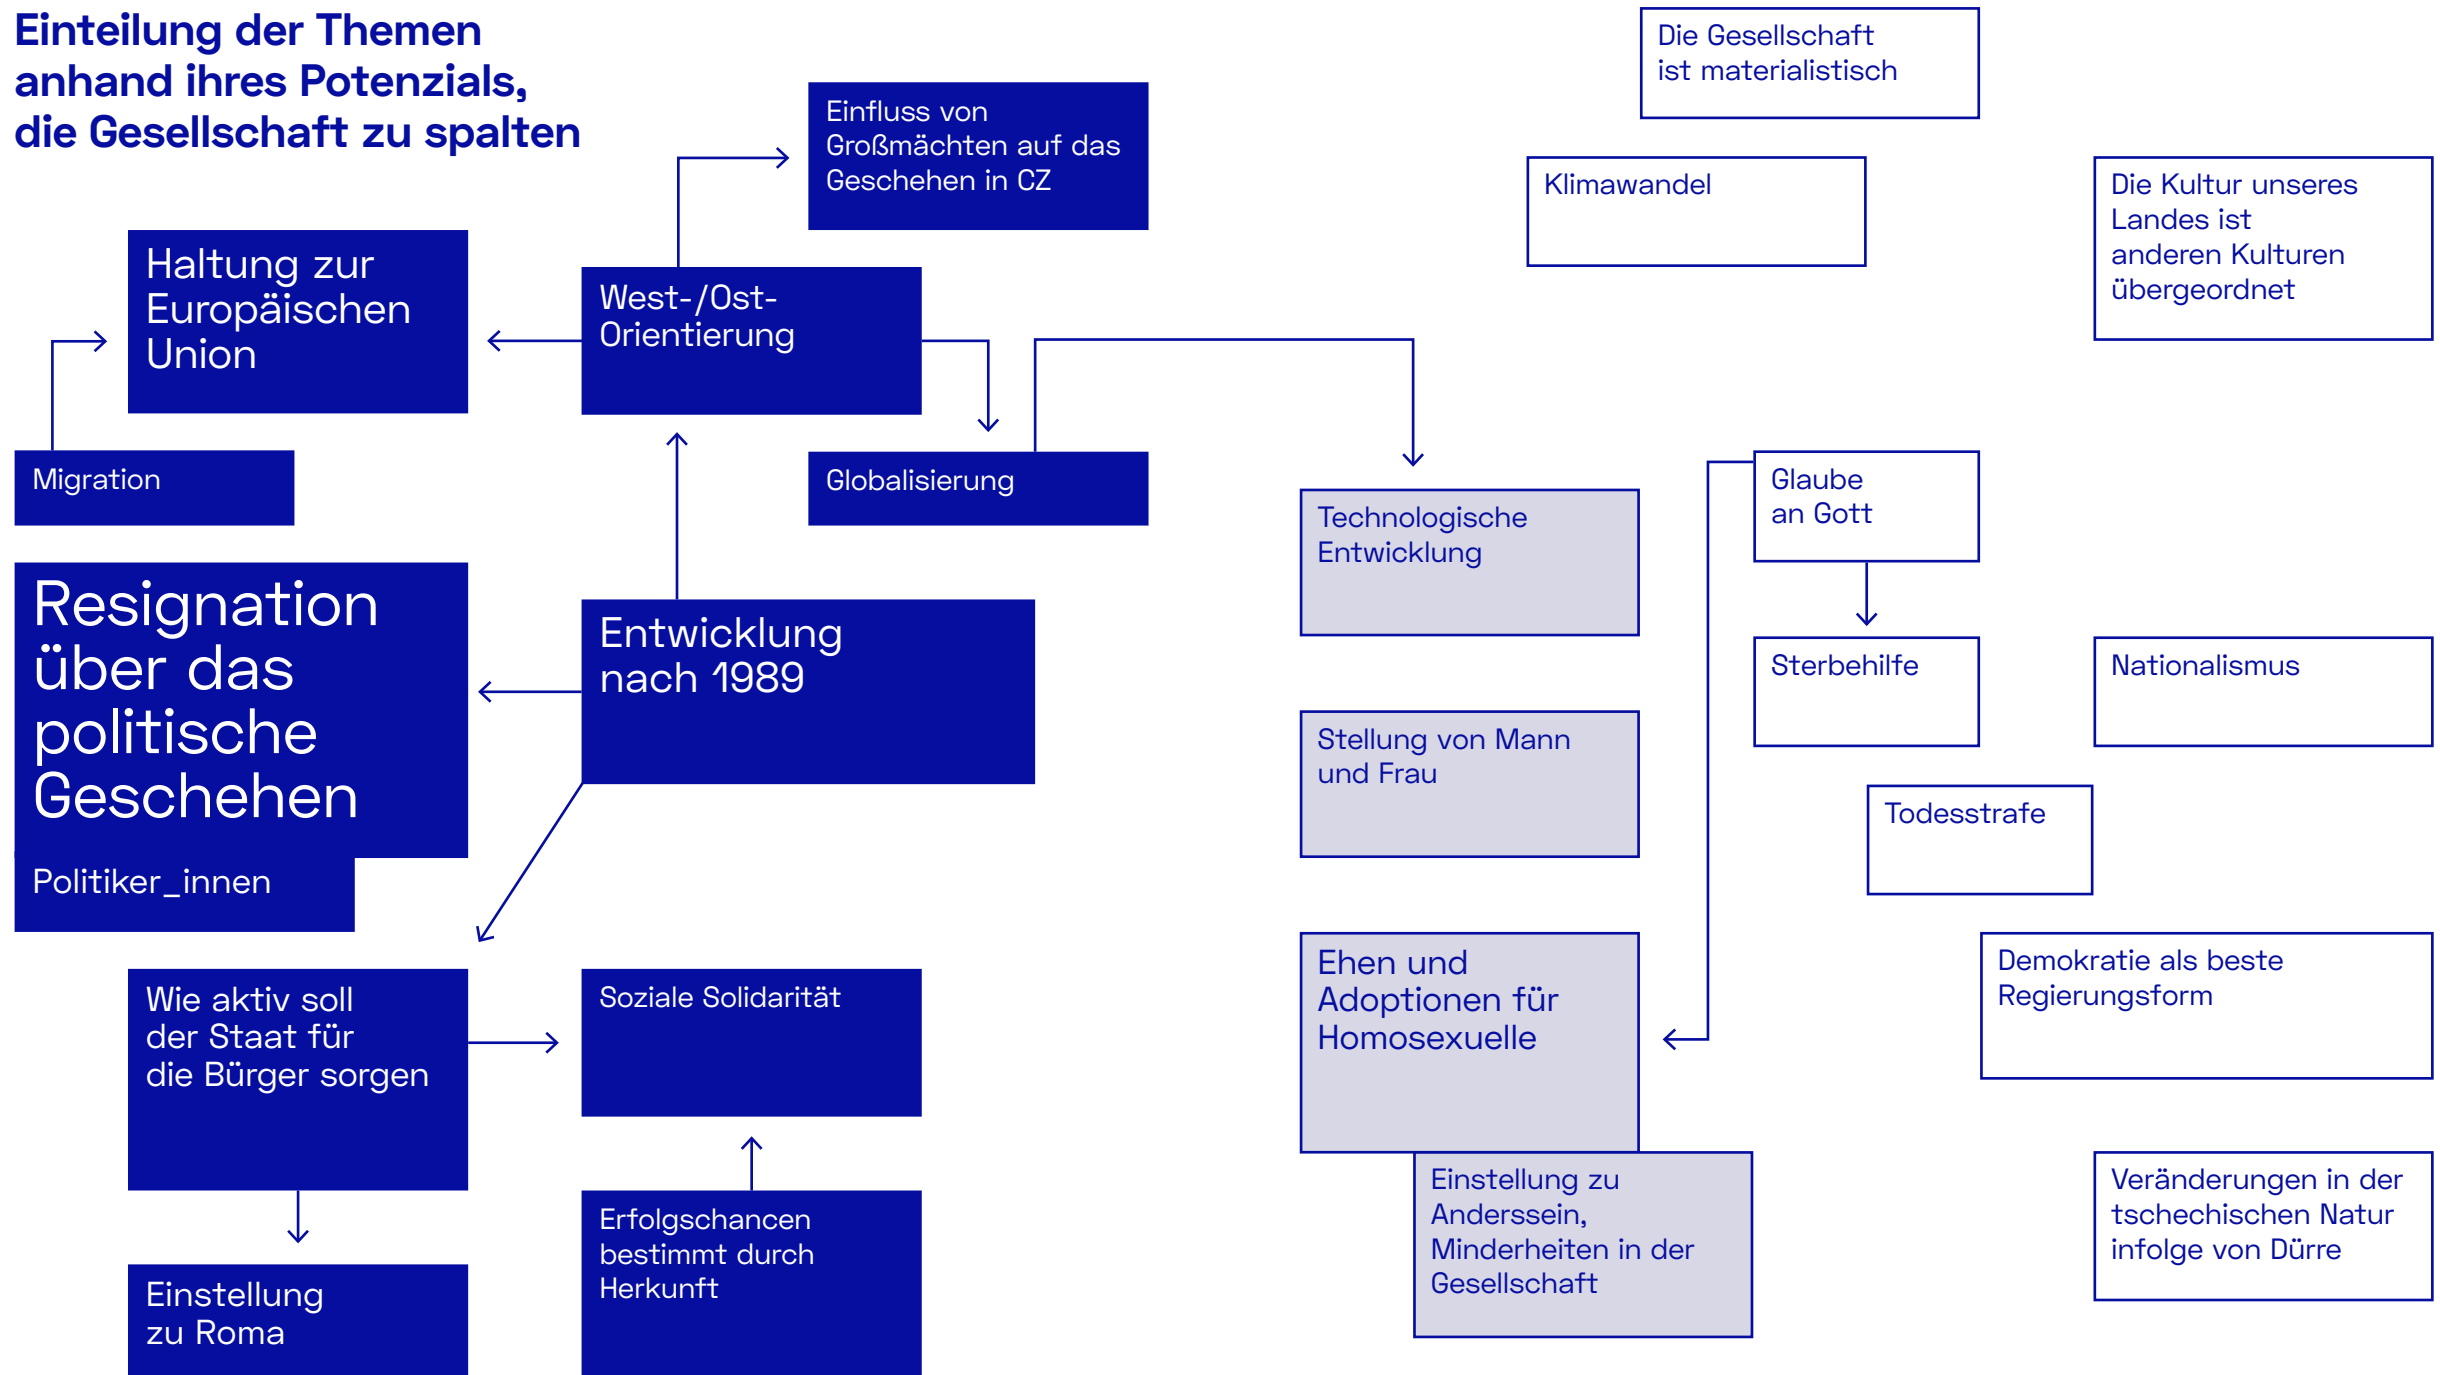 Einteilung der Themen
anhand ihres Potenzials,
die Gesellschaft zu spalten
Einfluss von
Großmächten auf das
Geschehen in CZ
Haltung zur
Europäischen
Union
West-/Ost-
Orientierung
Migration
Globalisierung
Resignation
über das
politische
Geschehen
Politiker_innen
Entwicklung
nach 1989
Wie aktiv soll
der Staat für
die Bürger sorgen
Soziale Solidarität
Einstellung
zu Roma
Erfolgschancen
bestimmt durch
Herkunft
Die Gesellschaft
ist materialistisch
Klimawandel
Die Kultur unseres
Landes ist
anderen Kulturen
übergeordnet
Technologische
Entwicklung
Glaube
an Gott
Sterbehilfe
Nationalismus
Stellung von Mann
und Frau
Todesstrafe
Ehen und
Adoptionen für
Homosexuelle
Demokratie als beste
Regierungsform
Einstellung zu
Anderssein,
Minderheiten in der
Gesellschaft
Veränderungen in der
tschechischen Natur
infolge von Dürre